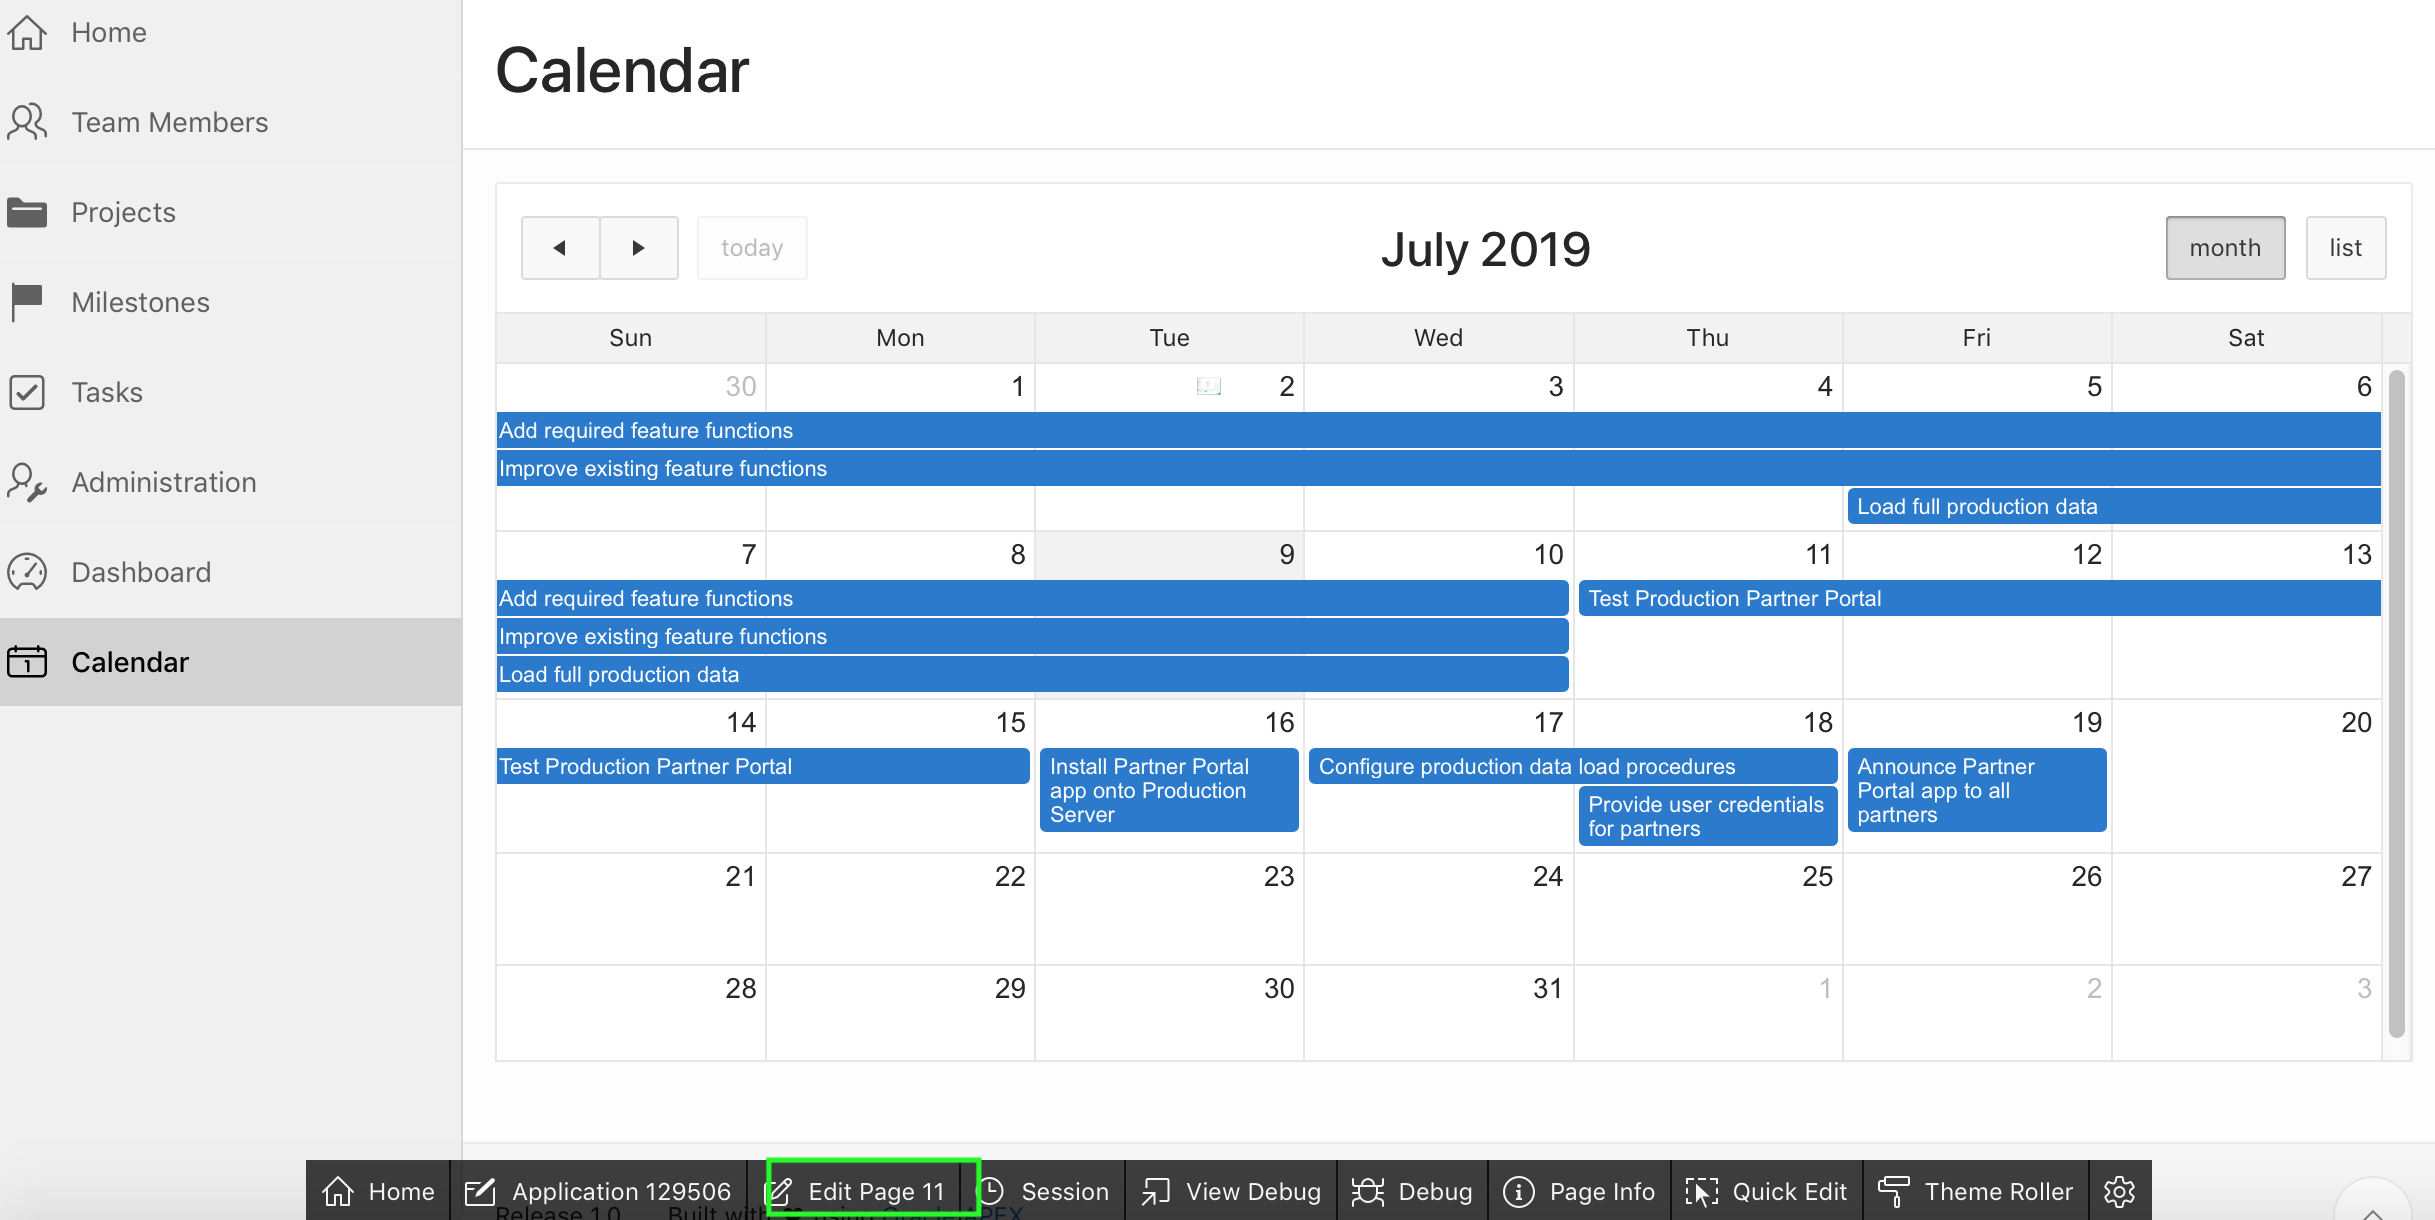 Home
Team Members
Projects
Milestones
Tasks
Administration
Dashboard
Calendar
Calendar
today
July 2019
month
list
Sun Mon Tue Wed Thu Fri Sat
30 1 2 3 4 5 6
Add required feature functions
Improve existing feature functions
Load full production data
7 8 9 10 11 12 13
Add required feature functions
Test Production Partner Portal
Improve existing feature functions
Load full production data
14 15 16 17 18 19 20
Test Production Partner Portal
Install Partner Portal
app onto Production
Server
Configure production data load procedures
Provide user credentials
for partners
Announce Partner
Portal app to all
partners
21 22 23 24 25 26 27
28 29 30 31 1 2 3
Home
Application 129506
Edit Page 11
Session
View Debug
Debug
Page Info
Quick Edit
Theme Roller
Release 1.0 Built with using Oracle APEX